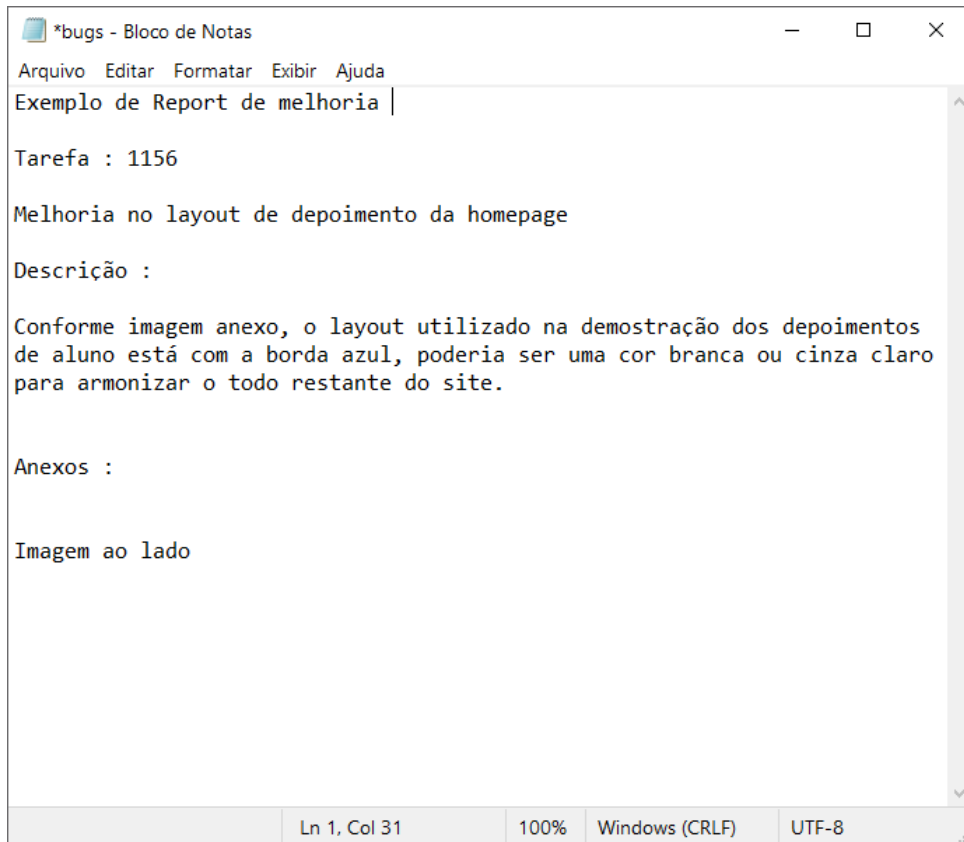 *bugs - Bloco de Notas
Arquivo Editar Formatar Exibir Ajuda
Exemplo de Report de melhoria
Tarefa : 1156
Melhoria no layout de depoimento da homepage
Descrição :
Conforme imagem anexo, o layout utilizado na demostração dos depoimentos
de aluno está com a borda azul, poderia ser uma cor branca ou cinza claro
para armonizar o todo restante do site.
Anexos :
Imagem ao lado
Ln 1, Col 31 100% Windows (CRLF) UTF-8